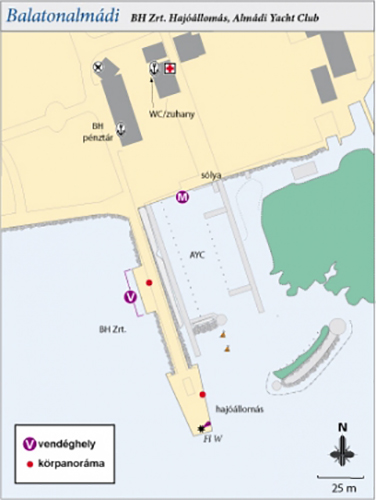 Balatonalmádi BH Zrt. Hajóállomás, Almádi Yacht Club
WC/zuhany
BH
pénztár
sólya
M
AYC
V
BH Zrt.
hajóállomás
Fl W
V vendéghely
körpanoráma
N
25 m